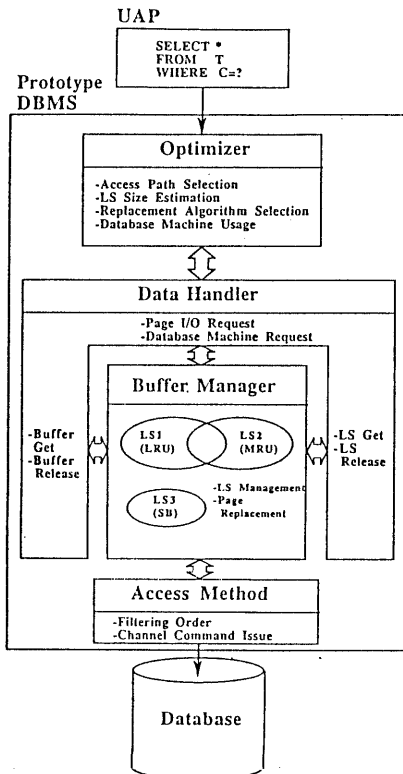 UAP
SELECT *
FROM T
WHERE C=?
Prototype
DBMS
Optimizer
-Access Path Selection
-LS Size Estimation
-Replacement Algorithm Selection
-Database Machine Usage
Data Handler
-Page I/O Request
-Database Machine Request
Buffer Manager
LS1
(LRU)
LS2
(MRU)
LS3
(SB)
-LS Management
-Page
Replacement
-Buffer
Get
-Buffer
Release
-LS Get
-LS
Release
Access Method
-Filtering Order
-Channel Command Issue
Database